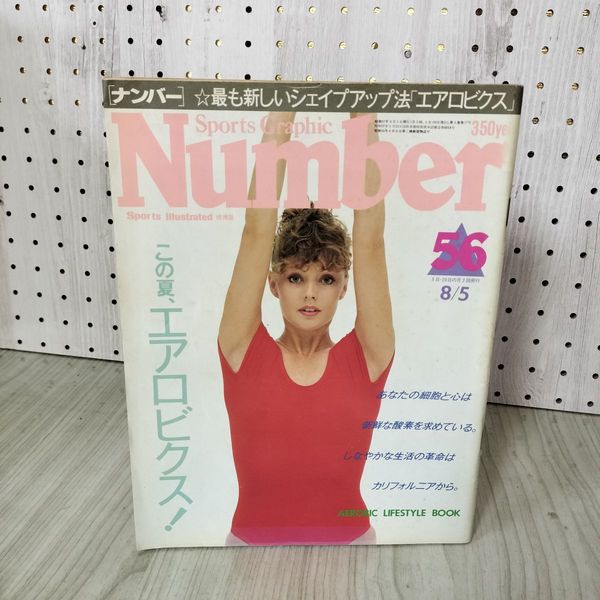 [ナンバー] ☆最も新しいシェイプアップ法「エアロビクス」
Sports Graphic
350yen
Number
Sports Illustrated 特約誌
56
8/5
この夏、エアロビクス!
あなたの細胞と心は
新鮮な酸素を求めている。
しなやかな生活の革命は
カリフォルニアから。
AEROBIC LIFESTYLE BOOK